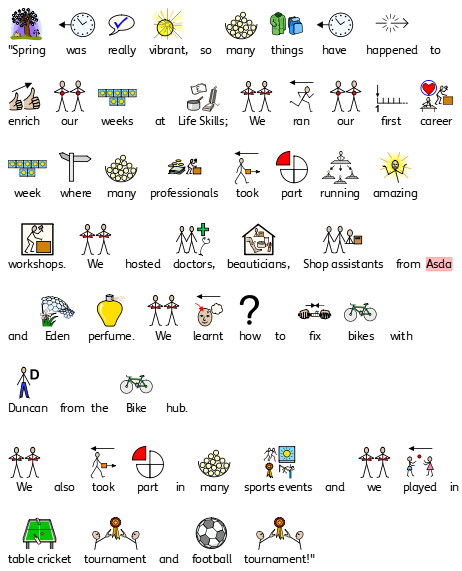 "Spring was really vibrant, so many things have happened to
enrich our weeks at Life Skills; We ran our first career
week where many professionals took part running amazing
workshops. We hosted doctors, beauticians, Shop assistants from Asda
and Eden perfume. We learnt how to fix bikes with
D
Duncan from the Bike hub.
We also took part in many sports events and we played in
table cricket tournament and football tournament!"